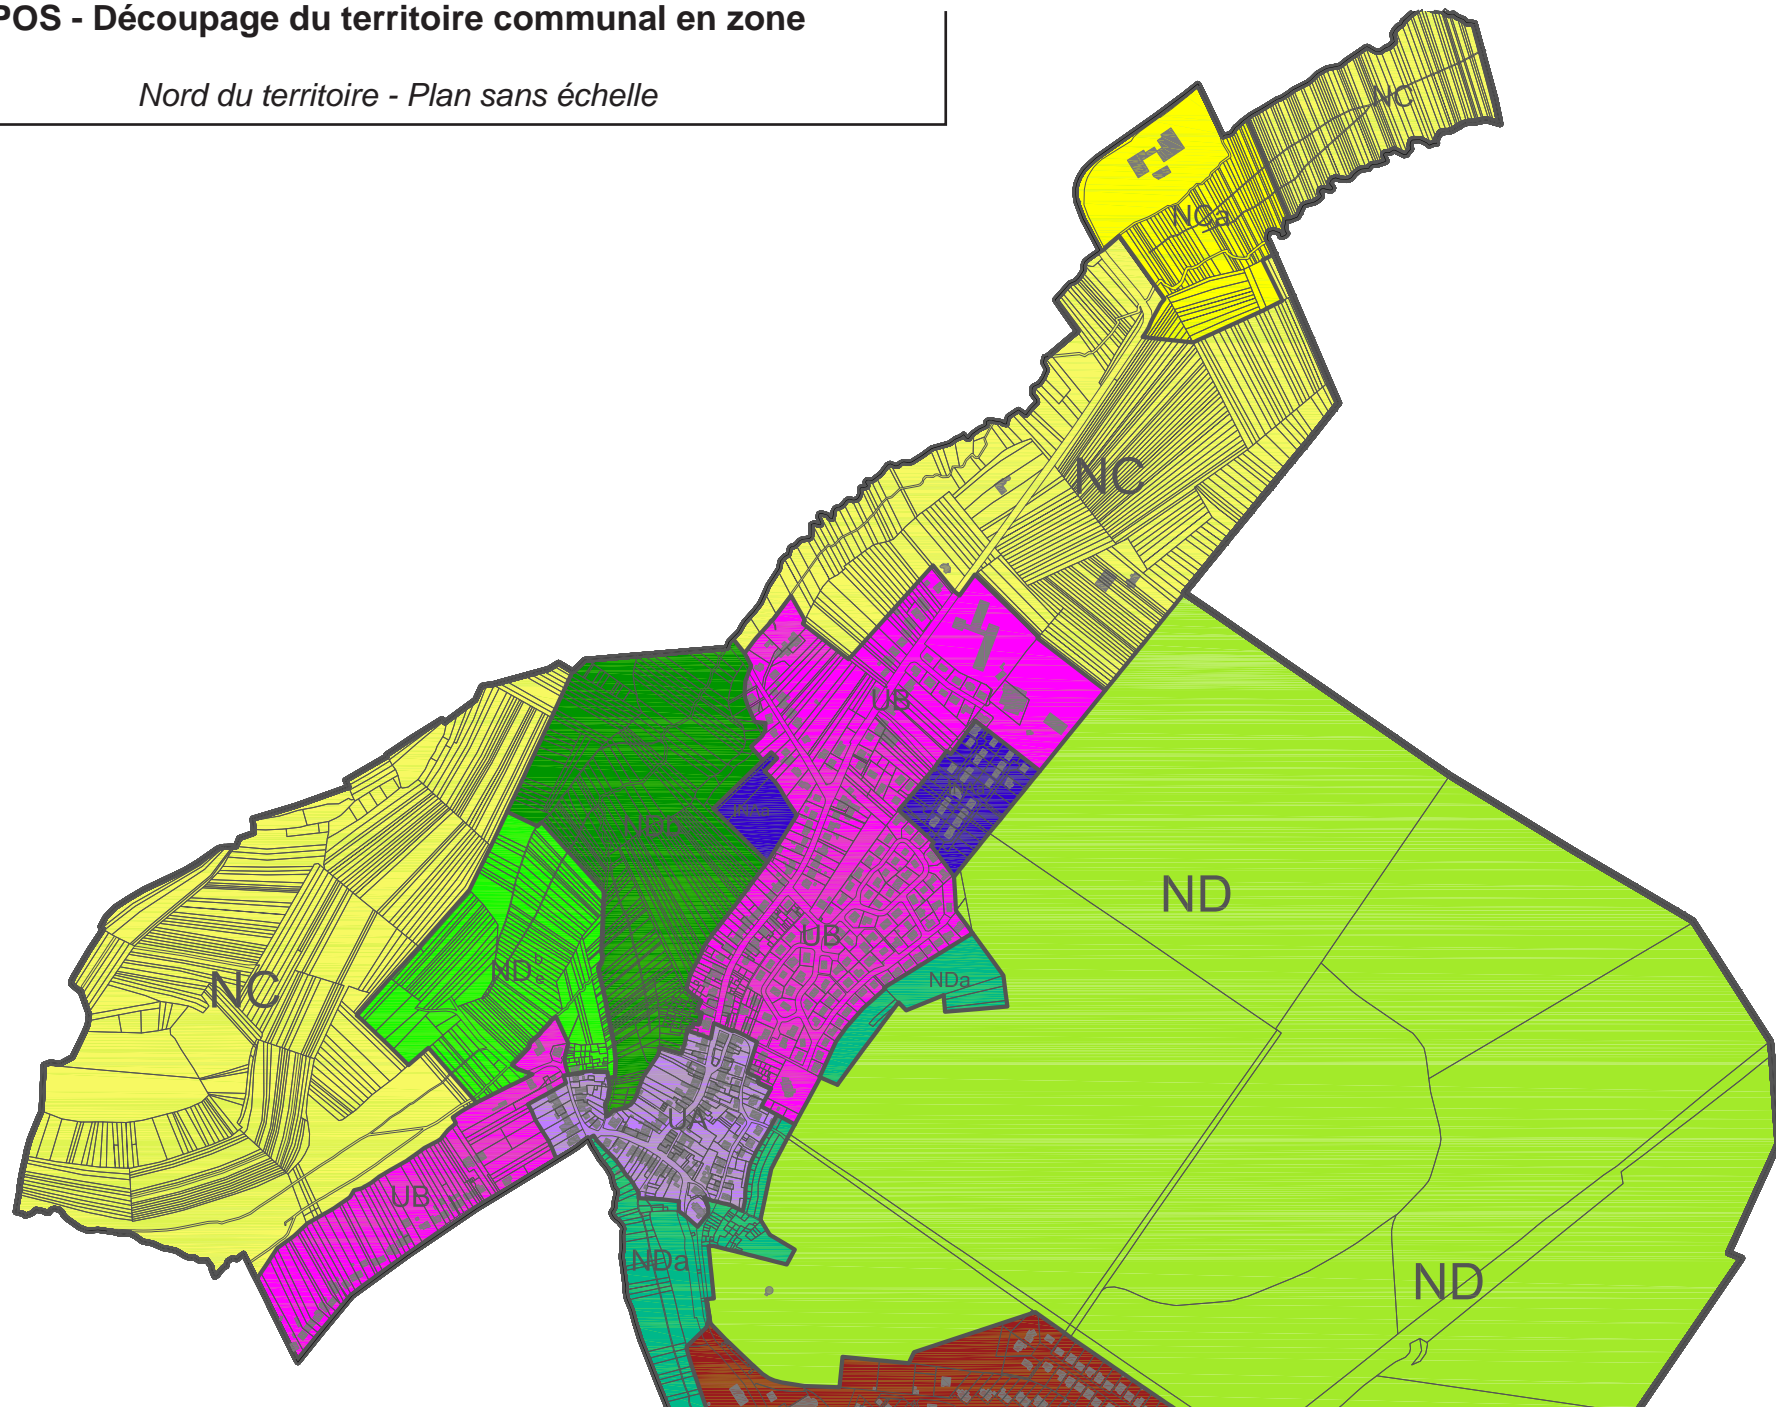 POS - Découpage du territoire communal en zone
Nord du territoire - Plan sans échelle
NC
NCa
NC
UB
ND
UB
NDa
NC
UA
UB
NDa
ND